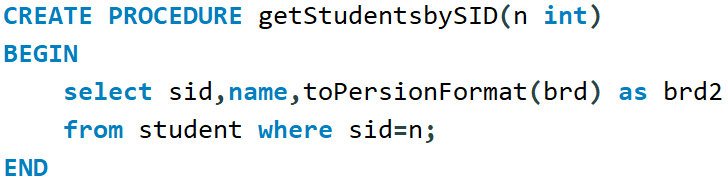 CREATE PROCEDURE getStudentsbySID(n int)
BEGIN
select sid,name,toPersionFormat(brd) as brd2
from student where sid=n;
END